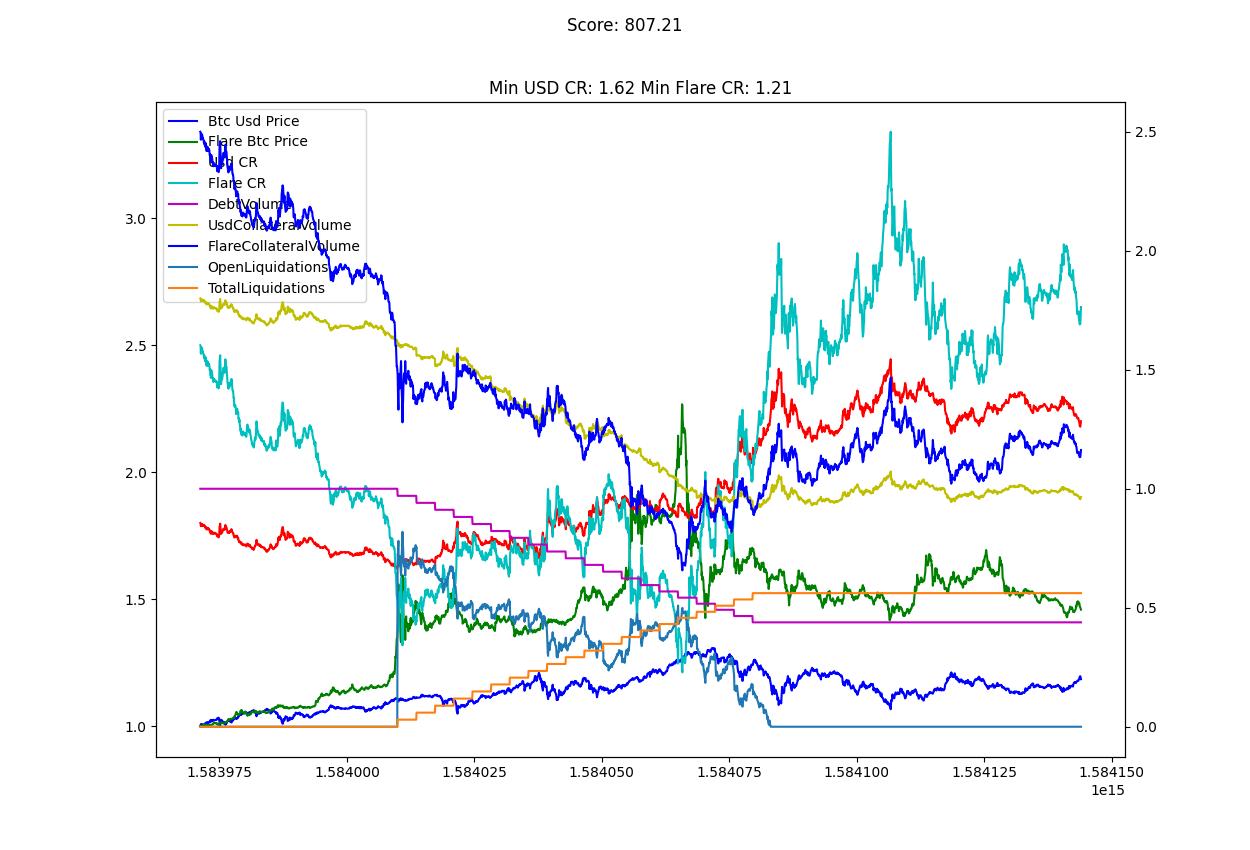 Score: 807.21
Min USD CR: 1.62 Min Flare CR: 1.21
Btc Usd Price
Flare Btc Price
Usd CR
Flare CR
DebtVolume
UsdCollateralVolume
FlareCollateralVolume
OpenLiquidations
TotalLiquidations
3.0
2.5
2.0
1.5
1.0
2.5
2.0
1.5
1.0
0.5
0.0
1.583975
1.584000
1.584025
1.584050
1.584075
1.584100
1.584125
1.584150
1e15